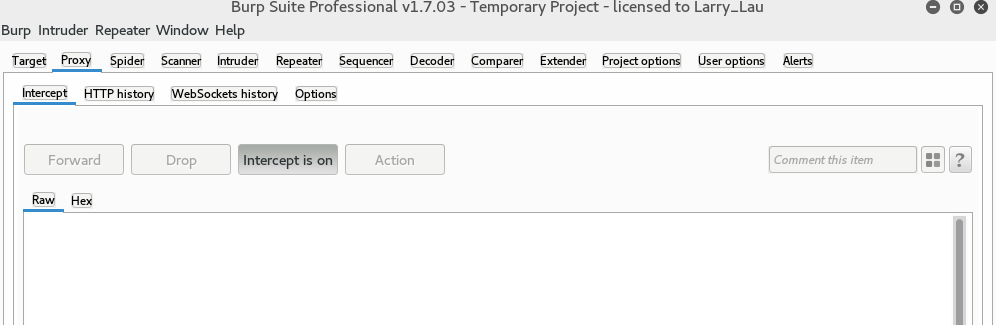 Burp Suite Professional v1.7.03 - Temporary Project - licensed to Larry_Lau
Burp Intruder Repeater Window Help
Target Proxy Spider Scanner Intruder Repeater Sequencer Decoder Comparer Extender Project options User options Alerts
Intercept HTTP history WebSockets history Options
Forward Drop Intercept is on Action Comment this item ?
Raw Hex